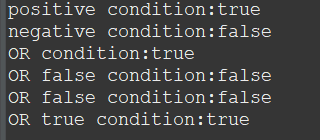 positive condition:true
negative condition:false
OR condition:true
OR false condition:false
OR false condition:false
OR true condition:true